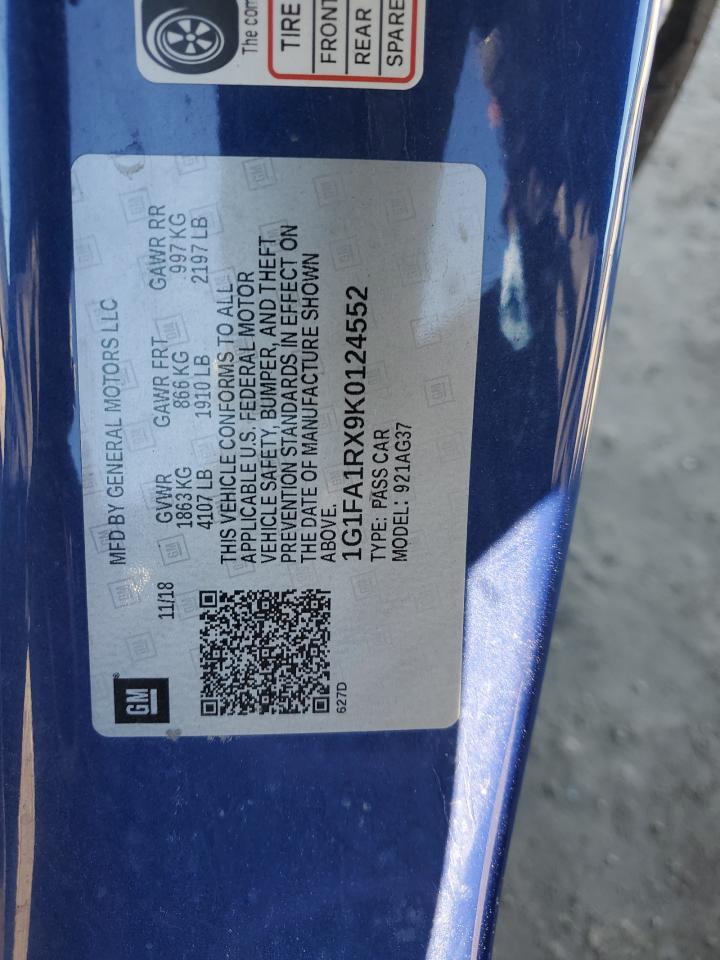 The com
TIRE
FRONT
REAR
SPARE
MFD BY GENERAL MOTORS LLC
11/18 GVWR GAWR FRT GAWR RR
1863 KG 866 KG 997 KG
4107 LB 1910 LB 2197 LB
THIS VEHICLE CONFORMS TO ALL
APPLICABLE U.S. FEDERAL MOTOR
VEHICLE SAFETY, BUMPER, AND THEFT
PREVENTION STANDARDS IN EFFECT ON
THE DATE OF MANUFACTURE SHOWN
ABOVE.
1G1FA1RX9K0124552
TYPE: PASS CAR
MODEL: 921AG37
GM
627D